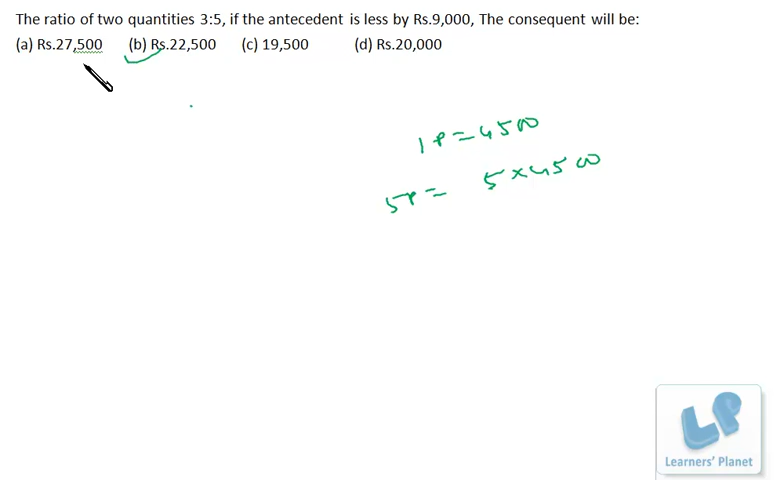 The ratio of two quantities 3:5, if the antecedent is less by Rs.9,000, The consequent will be:
(a) Rs.27,500 (b) Rs.22,500 (c) 19,500 (d) Rs.20,000
1P = 4500
5P = 5 × 4500
LP
Learners' Planet